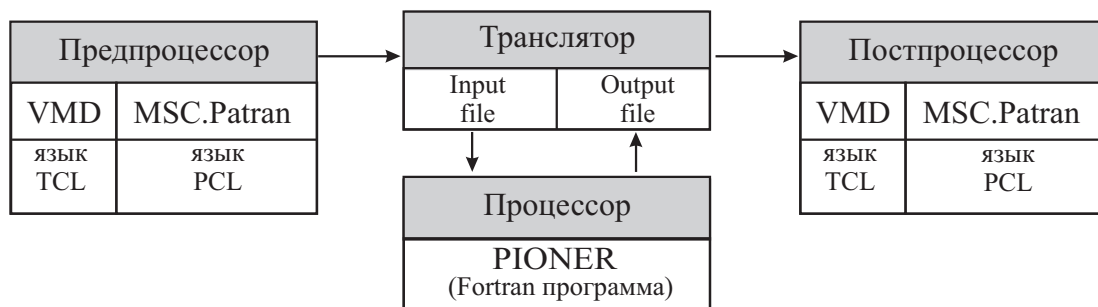 Предпроцессор
VMD
MSC.Patran
язык
TCL
язык
PCL
Транслятор
Input
file
Output
file
Процессор
PIONER
(Fortran программа)
Постпроцессор
VMD
MSC.Patran
язык
TCL
язык
PCL